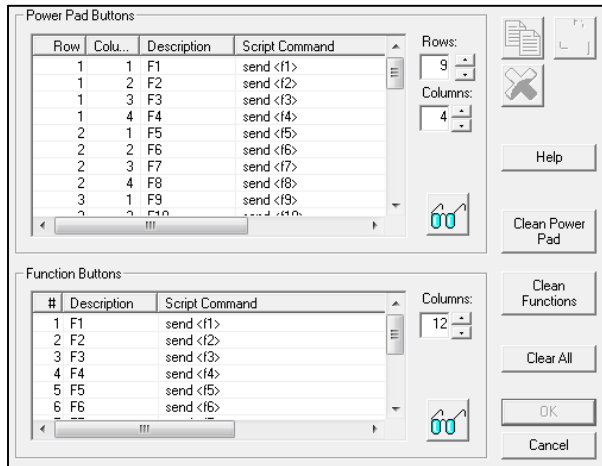 Power Pad Buttons
Row Colu... Description Script Command
1 1 F1 send <f1>
1 2 F2 send <f2>
1 3 F3 send <f3>
1 4 F4 send <f4>
2 1 F5 send <f5>
2 2 F6 send <f6>
2 3 F7 send <f7>
2 4 F8 send <f8>
3 1 F9 send <f9>
3 2 F10 send <f10>
Rows:
9
Columns:
4
Help
Clean Power
Pad
Function Buttons
# Description Script Command
1 F1 send <f1>
2 F2 send <f2>
3 F3 send <f3>
4 F4 send <f4>
5 F5 send <f5>
6 F6 send <f6>
Columns:
12
Clean
Functions
Clear All
OK
Cancel